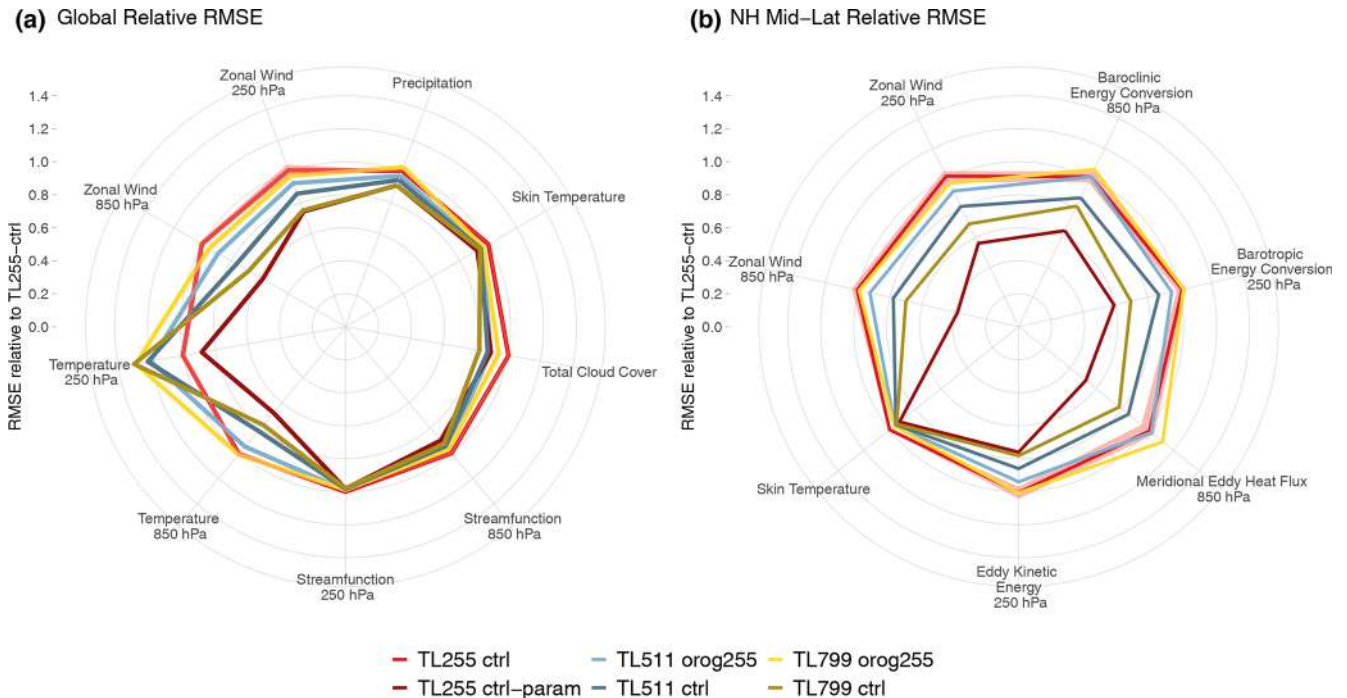 (a) Global Relative RMSE
Zonal Wind
250 hPa
Precipitation
Skin Temperature
Total Cloud Cover
Streamfunction
850 hPa
Streamfunction
250 hPa
Temperature
850 hPa
Temperature
250 hPa
Zonal Wind
850 hPa
RMSE relative to TL255−ctrl
1.4
1.2
1.0
0.8
0.6
0.4
0.2
0.0
(b) NH Mid−Lat Relative RMSE
Zonal Wind
250 hPa
Baroclinic
Energy Conversion
850 hPa
Barotropic
Energy Conversion
250 hPa
Meridional Eddy Heat Flux
850 hPa
Eddy Kinetic
Energy
250 hPa
Skin Temperature
Zonal Wind
850 hPa
RMSE relative to TL255−ctrl
1.4
1.2
1.0
0.8
0.6
0.4
0.2
0.0
TL255 ctrl
TL511 orog255
TL799 orog255
TL255 ctrl−param
TL511 ctrl
TL799 ctrl